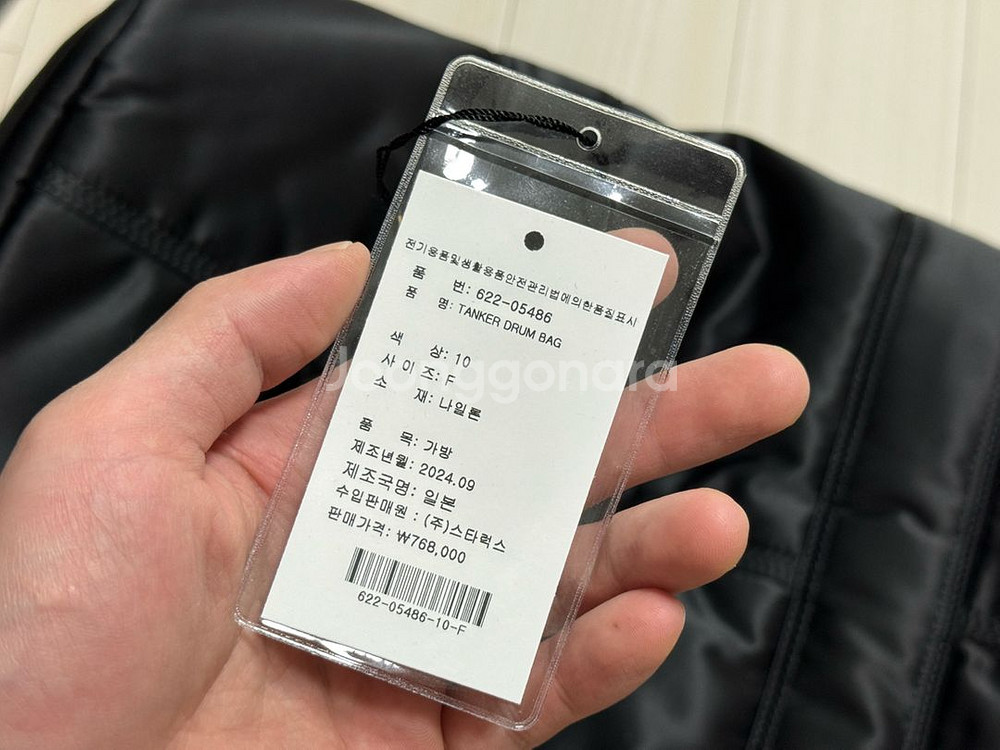 전기용품및생활용품안전관리법에의한품질표시
품 번: 622-05486
품 명: TANKER DRUM BAG
색 상: 10
사 이 즈: F
소 재: 나일론
품 목: 가방
제조년월: 2024.09
제조국명: 일본
수입판매원 : (주)스타럭스
판매가격: ₩768,000
622-05486-10-F
Joonggonara